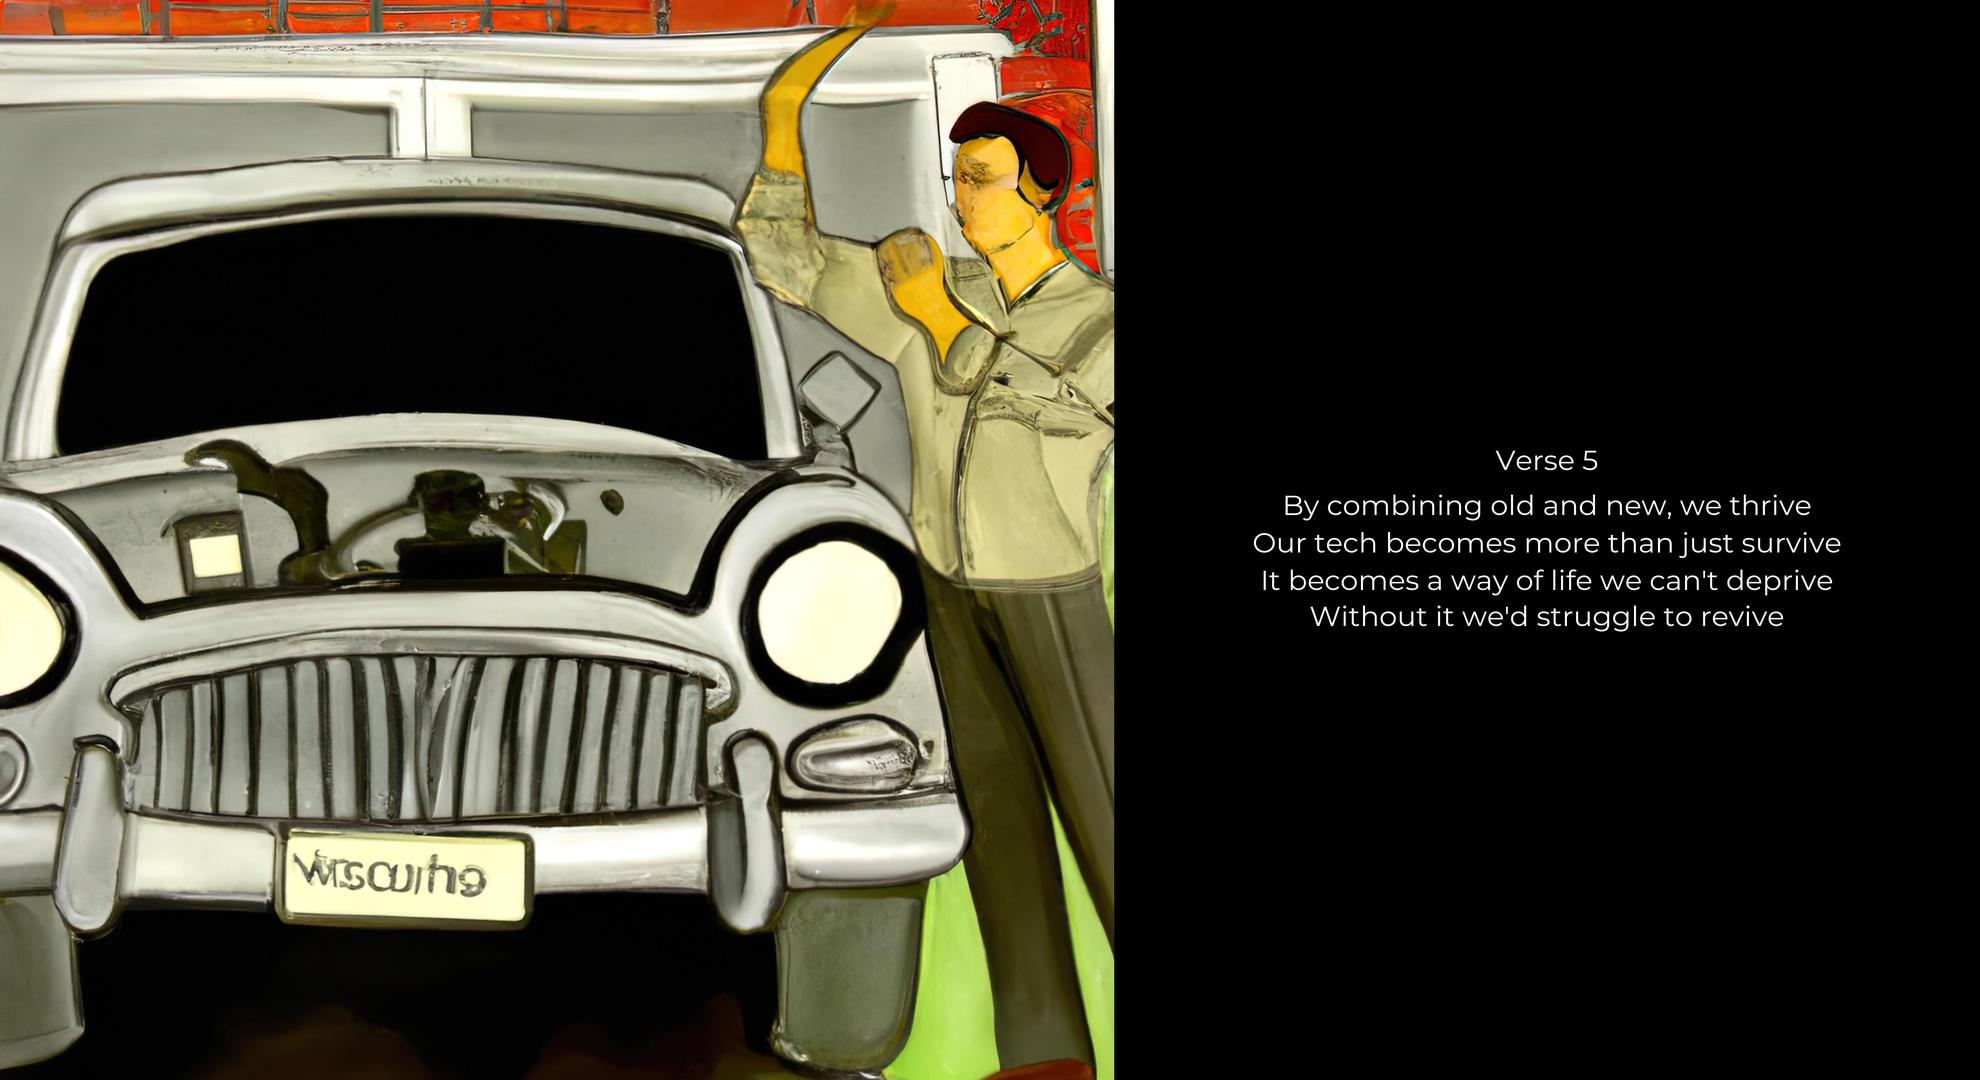 Verse 5
By combining old and new, we thrive
Our tech becomes more than just survive
It becomes a way of life we can't deprive
Without it we'd struggle to revive